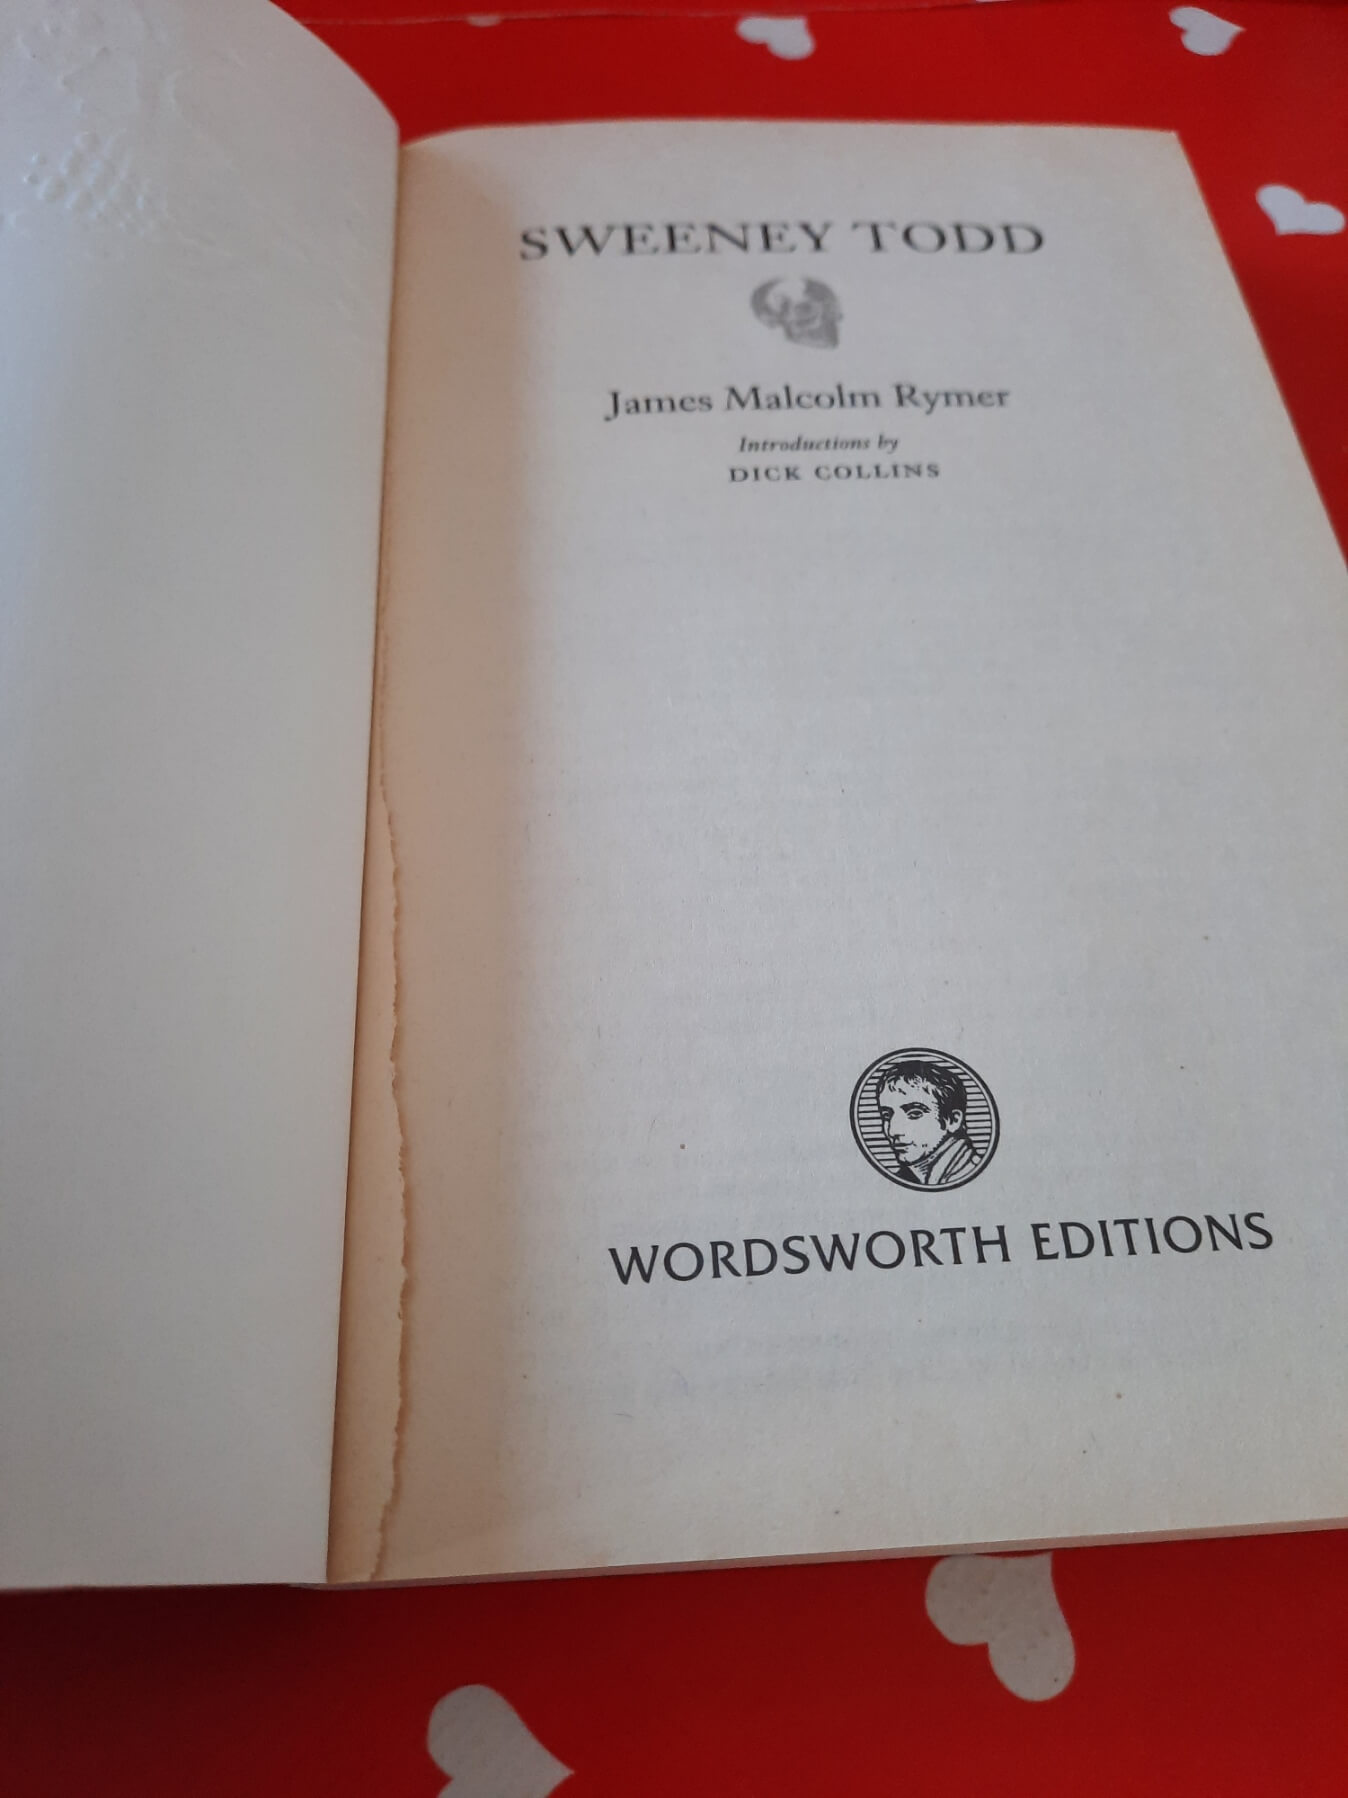 SWEENEY TODD
James Malcolm Rymer
Introductions by
DICK COLLINS
WORDSWORTH EDITIONS